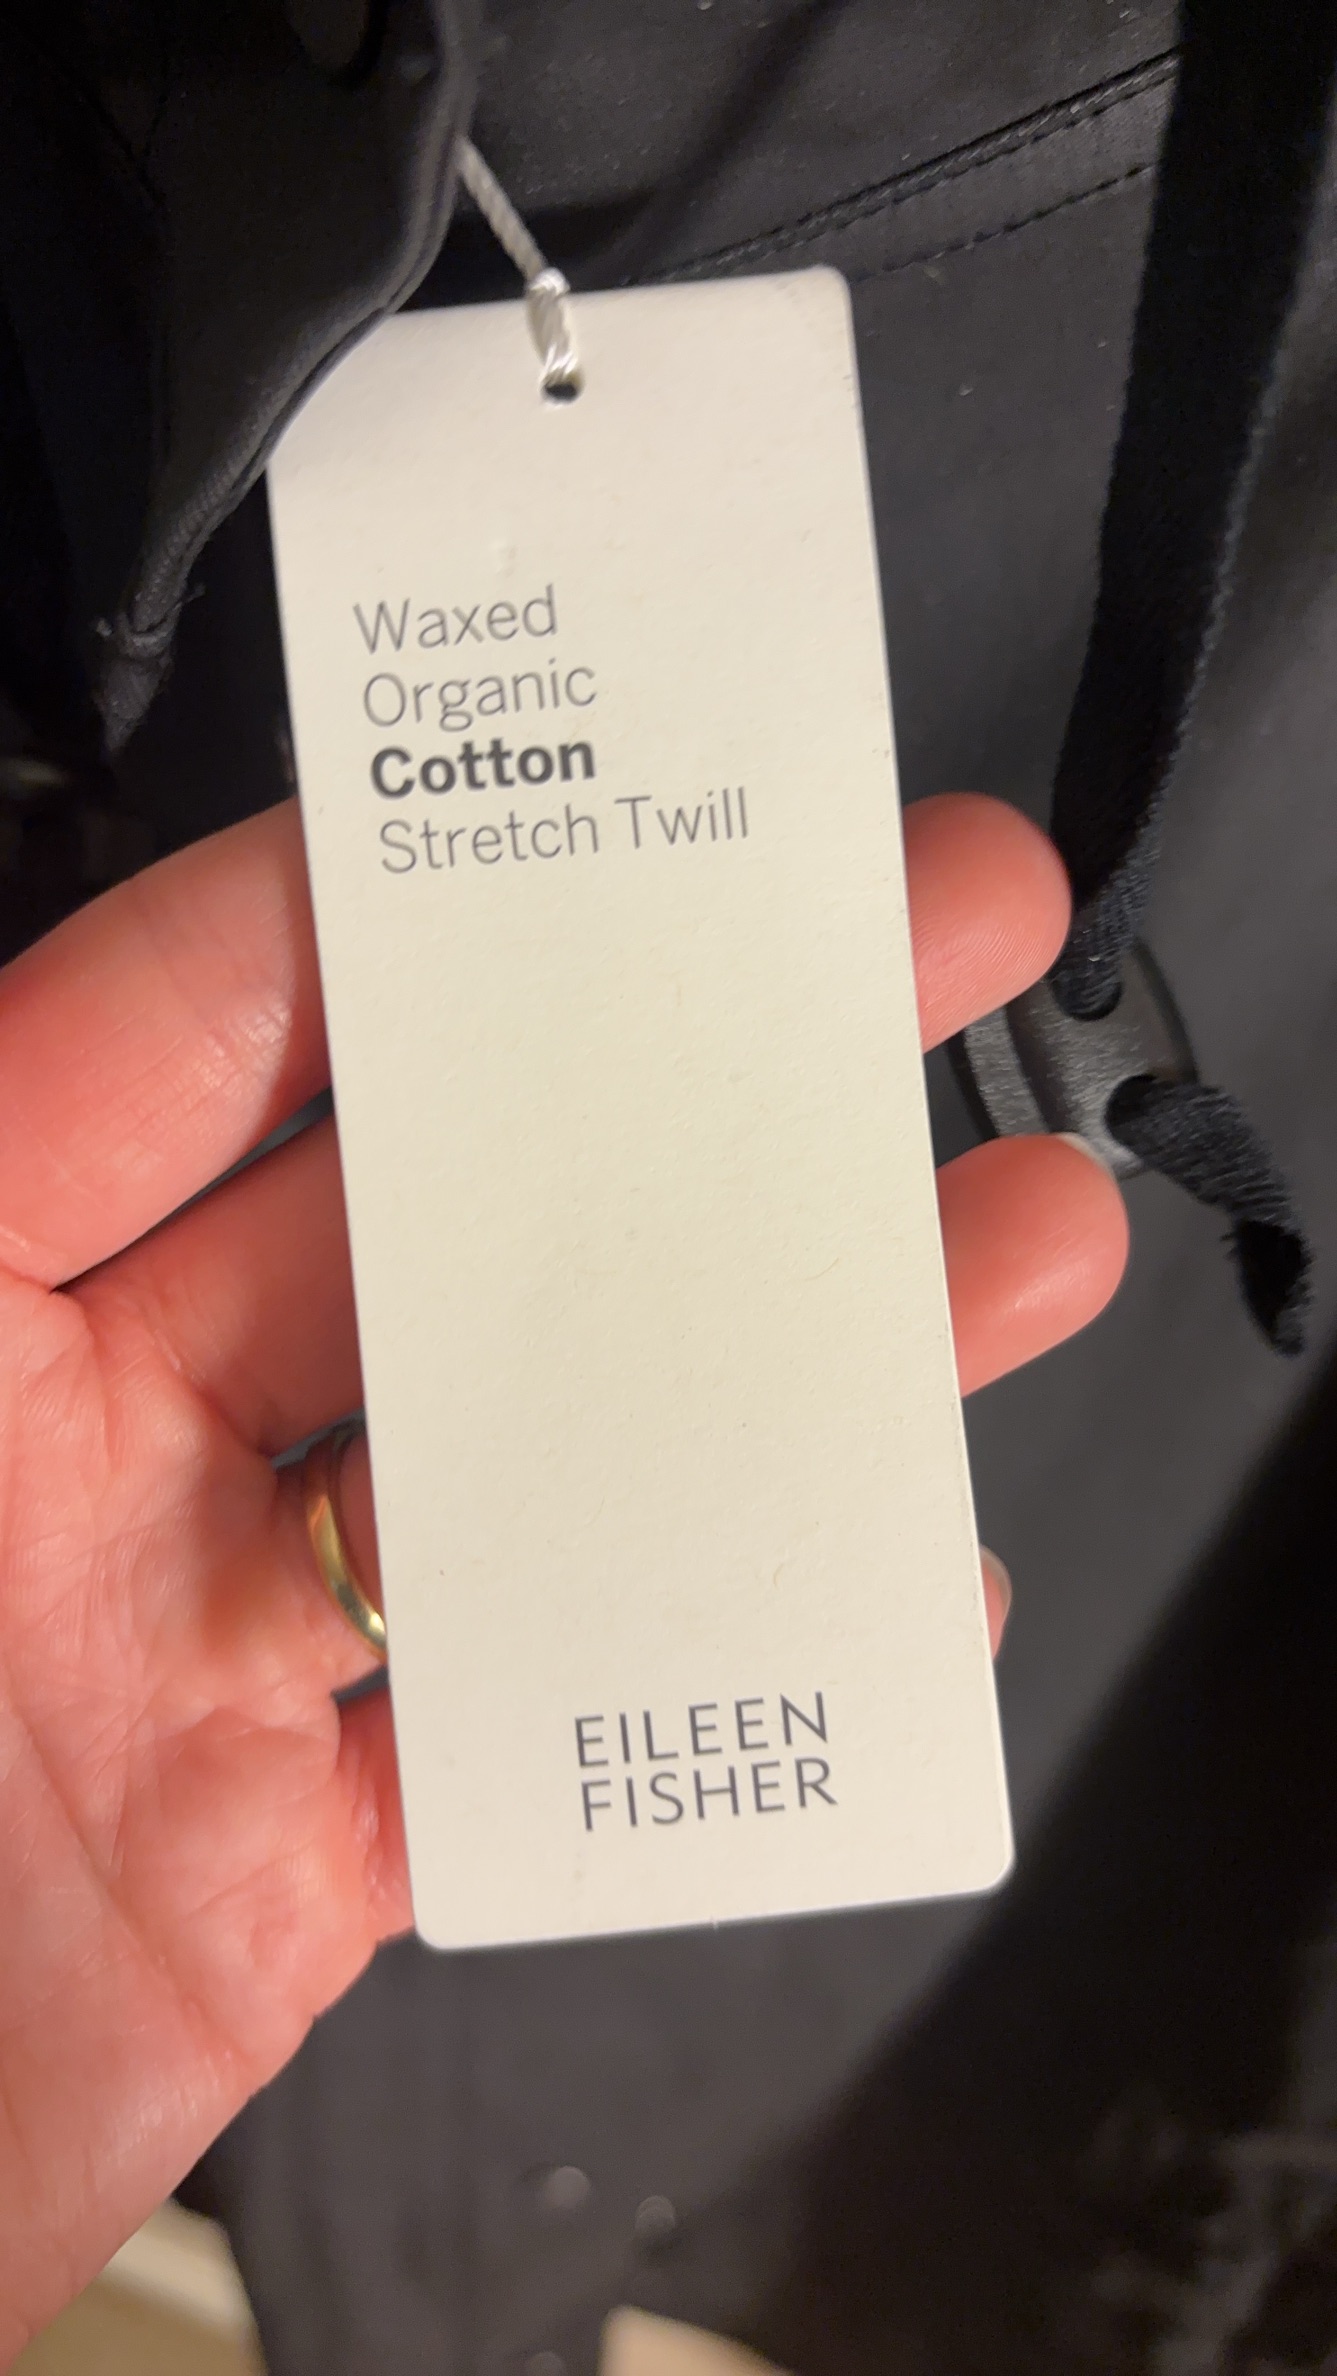 Waxed
Organic
Cotton
Stretch Twill
EILEEN
FISHER